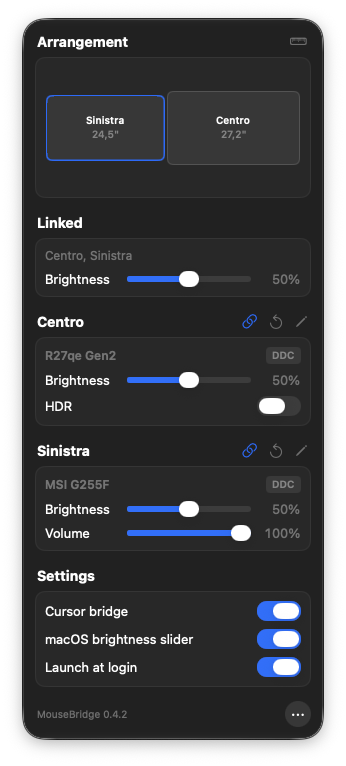 Arrangement
Sinistra
24,5"
Centro
27,2"
Linked
Centro, Sinistra
Brightness 50%
Centro
R27qe Gen2 DDC
Brightness 50%
HDR
Sinistra
MSI G255F DDC
Brightness 50%
Volume 100%
Settings
Cursor bridge
macOS brightness slider
Launch at login
MouseBridge 0.4.2